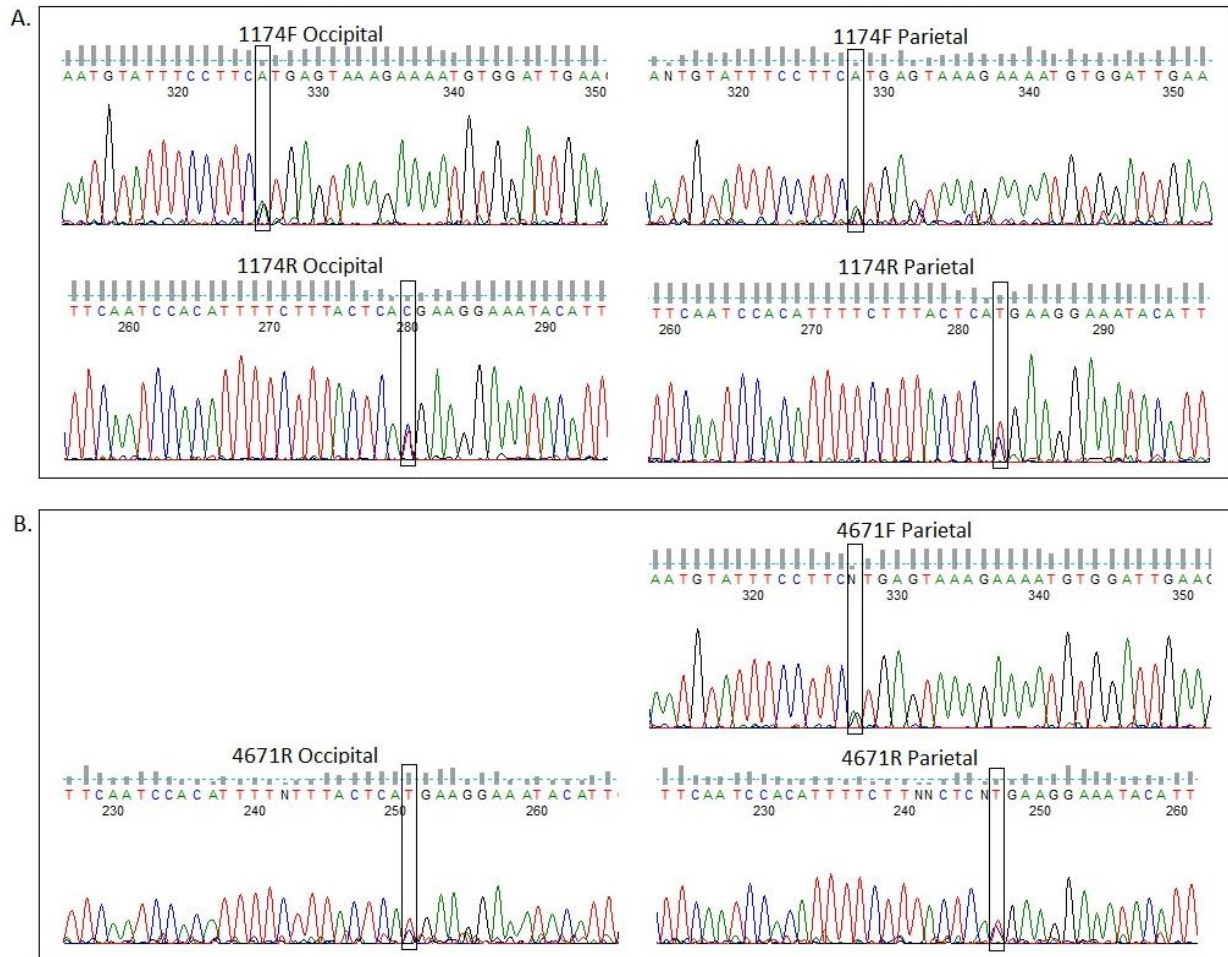 A.
1174F Occipital
AATGTATTTCCTTCATGAGTAAAGAAAATGTGGATTGAAG
320 330 340 350
1174F Parietal
ANTGTATTTCCTTCATGAGTAAAGAAAATGTGGATTGAA
320 330 340 350
1174R Occipital
TTCAATCCACATTTTCTTTACTCACGAAGGAAATACATT
260 270 280 290
1174R Parietal
TTCAATCCACATTTTCTTTACTCATGAAGGAAATACATT
260 270 280 290
B.
4671F Parietal
AATGTATTTCCTTCNTGAGTAAAGAAAATGTGGATTGAAG
320 330 340 350
4671R Occipital
TTCAATCCACATTTTNTTTACTCATGAAGGAAATACATT
230 240 250 260
4671R Parietal
TTCAATCCACATTTTCTTNNCTCNTGAAGGAAATACATT
230 240 250 260